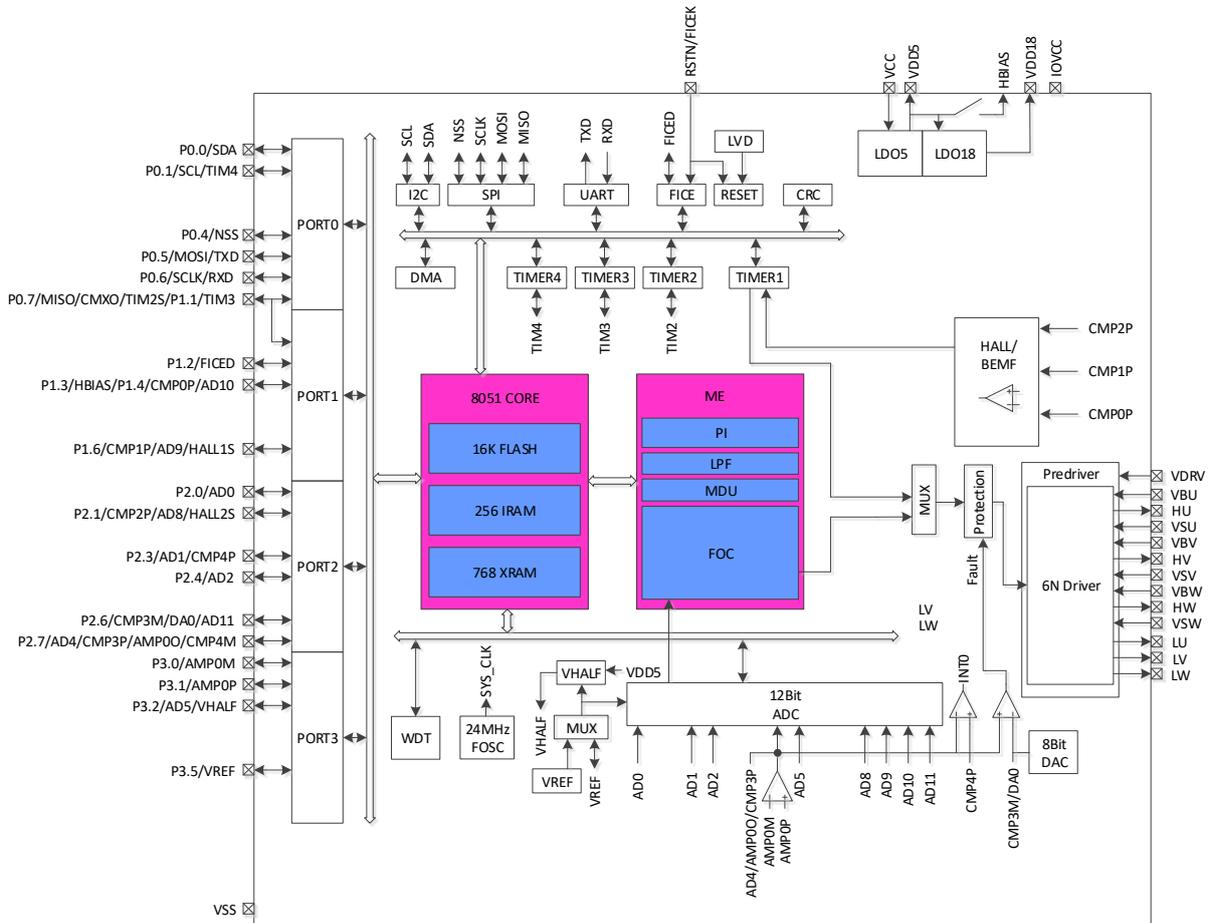 RSTN/FICEK
VCC
VDD5
HBIAS
VDD18
IOVCC
LDO5
LDO18
P0.0/SDA
P0.1/SCL/TIM4
P0.4/NSS
P0.5/MOSI/TXD
P0.6/SCLK/RXD
P0.7/MISO/CMXO/TIM2S/P1.1/TIM3
P1.2/FICED
P1.3/HBIAS/P1.4/CMP0P/AD10
P1.6/CMP1P/AD9/HALL1S
P2.0/AD0
P2.1/CMP2P/AD8/HALL2S
P2.3/AD1/CMP4P
P2.4/AD2
P2.6/CMP3M/DA0/AD11
P2.7/AD4/CMP3P/AMP0O/CMP4M
P3.0/AMP0M
P3.1/AMP0P
P3.2/AD5/VHALF
P3.5/VREF
VSS
PORT0
PORT1
PORT2
PORT3
SCL
SDA
NSS
SCLK
MOSI
MISO
TXD
RXD
FICED
LVD
I2C
SPI
UART
FICE
RESET
CRC
DMA
TIMER4
TIMER3
TIMER2
TIMER1
TIM4
TIM3
TIM2
HALL/
BEMF
CMP2P
CMP1P
CMP0P
8051 CORE
16K FLASH
256 IRAM
768 XRAM
ME
PI
LPF
MDU
FOC
MUX
Protection
Fault
Predriver
6N Driver
VDRV
VBU
HU
VSU
VBV
HV
VSV
VBW
HW
VSW
LU
LV
LW
LV
LW
WDT
SYS_CLK
24MHz
FOSC
VHALF
VDD5
VHALF
MUX
VREF
VREF
12Bit
ADC
AD0
AD1
AD2
AD4/AMP0O/CMP3P
AMP0M
AMP0P
AD5
AD8
AD9
AD10
AD11
INT0
CMP4P
CMP3M/DA0
8Bit
DAC